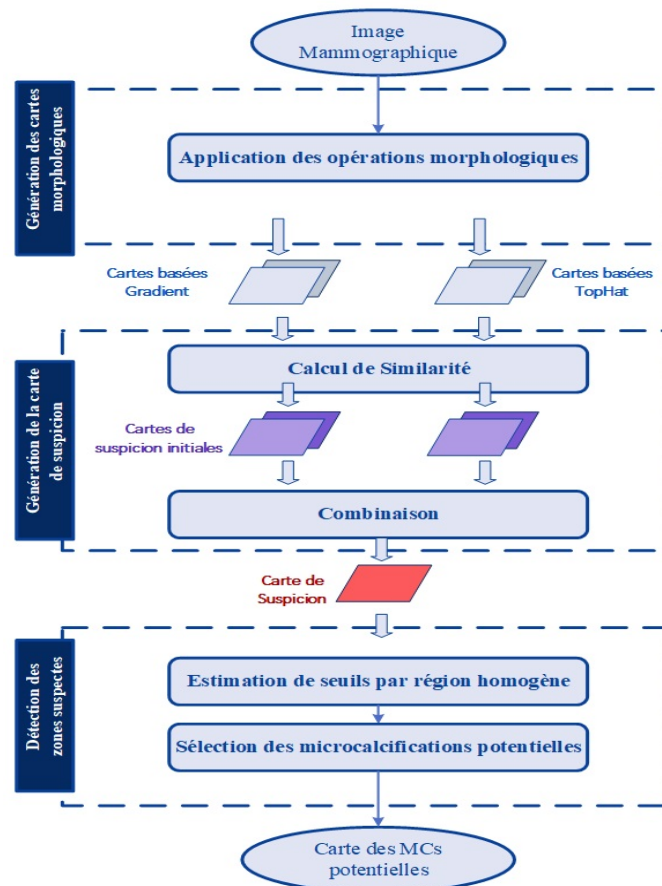 Image
Mammographique
Génération des cartes
morphologiques
Application des opérations morphologiques
Cartes basées
Gradient
Cartes basées
TopHat
Génération de la carte
de suspicion
Calcul de Similarité
Cartes de
suspicion initiales
Combinaison
Carte de
Suspicion
Détection des
zones suspectes
Estimation de seuils par région homogène
Sélection des microcalcifications potentielles
Carte des MCs
potentielles